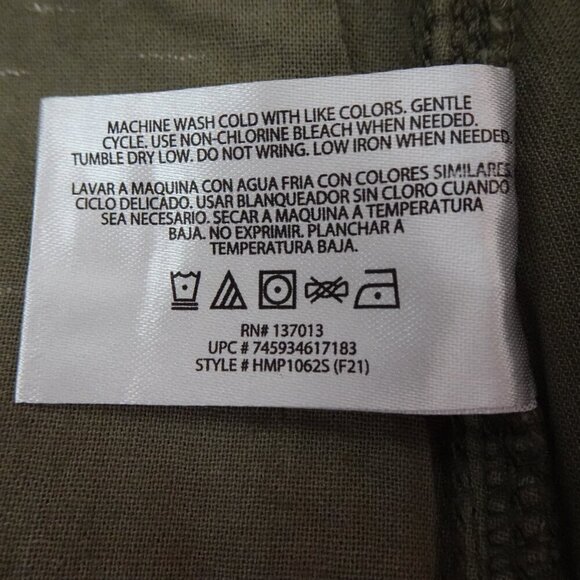 MACHINE WASH COLD WITH LIKE COLORS. GENTLE
CYCLE. USE NON-CHLORINE BLEACH WHEN NEEDED.
TUMBLE DRY LOW. DO NOT WRING. LOW IRON WHEN NEEDED
LAVAR A MAQUINA CON AGUA FRIA CON COLORES SIMILARES
CICLO DELICADO. USAR BLANQUEADOR SIN CLORO CUANDO
SEA NECESARIO. SECAR A MAQUINA A TEMPERATURA
BAJA. NO EXPRIMIR. PLANCHAR A
TEMPERATURA BAJA.
RN# 137013
UPC # 745934617183
STYLE # HMP1062S (F21)